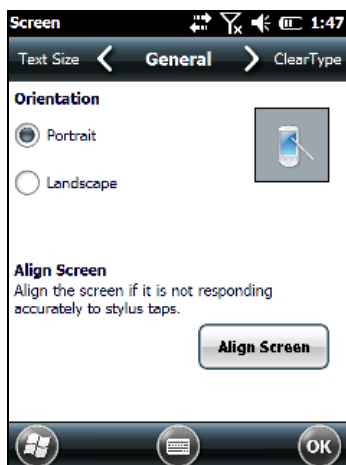 Screen 1:47
Text Size General ClearType
Orientation
Portrait
Landscape
Align Screen
Align the screen if it is not responding
accurately to stylus taps.
Align Screen
OK